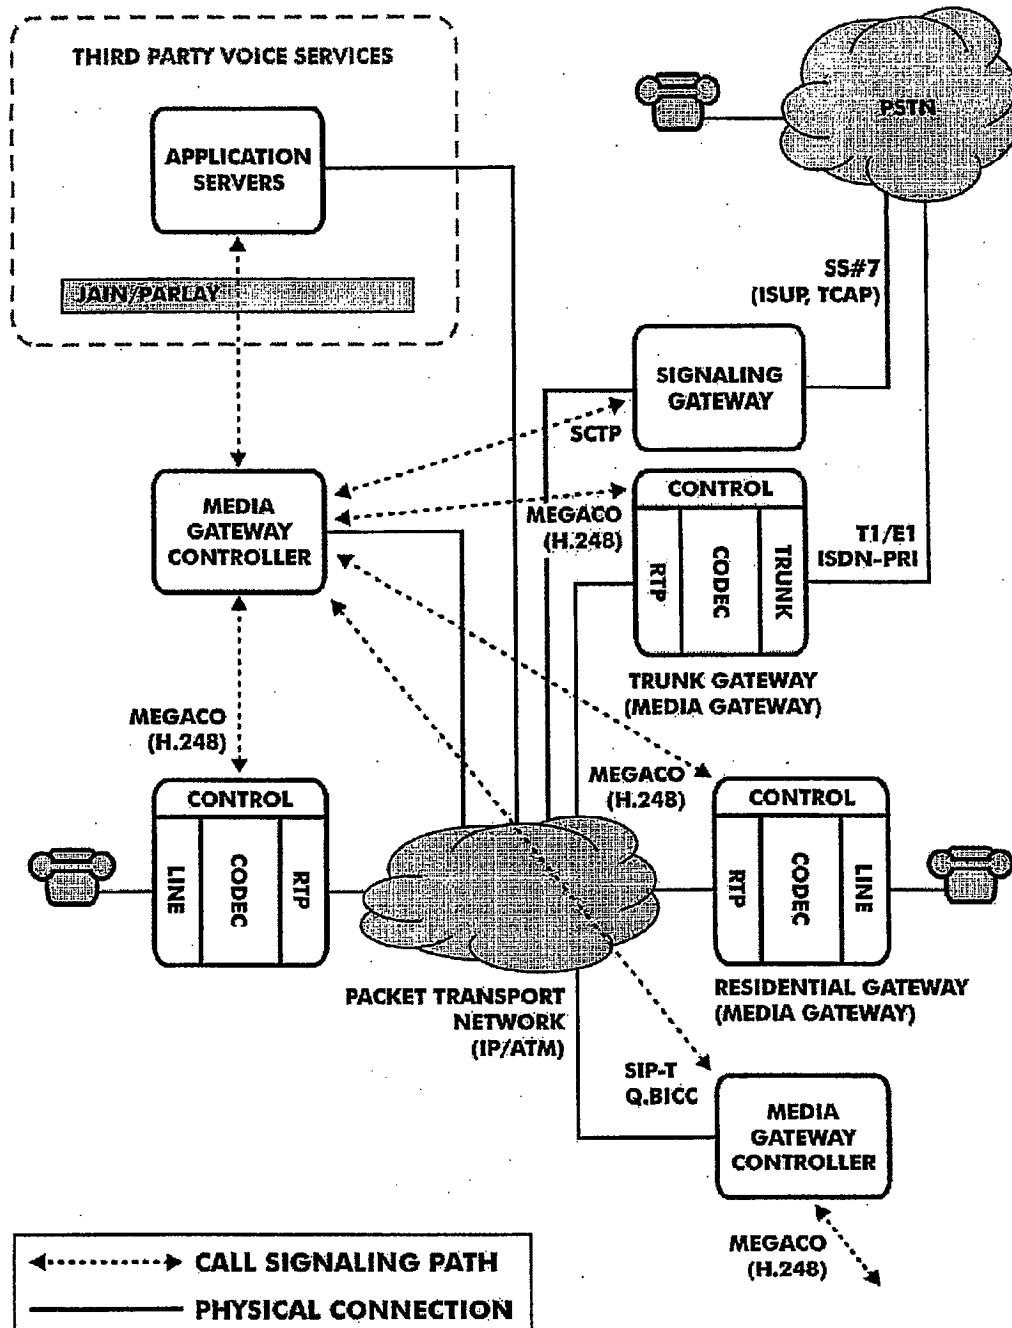 THIRD PARTY VOICE SERVICES
APPLICATION
SERVERS
JAIN/PARLAY
PSTN
SS#7
(ISUP, TCAP)
SIGNALING
GATEWAY
SCTP
MEDIA
GATEWAY
CONTROLLER
MEGACO
(H.248)
CONTROL
RTP
CODEC
TRUNK
T1/E1
ISDN-PRI
TRUNK GATEWAY
(MEDIA GATEWAY)
MEGACO
(H.248)
CONTROL
LINE
CODEC
RTP
MEGACO
(H.248)
CONTROL
RTP
CODEC
LINE
RESIDENTIAL GATEWAY
(MEDIA GATEWAY)
PACKET TRANSPORT
NETWORK
(IP/ATM)
SIP-T
Q.BICC
MEDIA
GATEWAY
CONTROLLER
MEGACO
(H.248)
CALL SIGNALING PATH
PHYSICAL CONNECTION